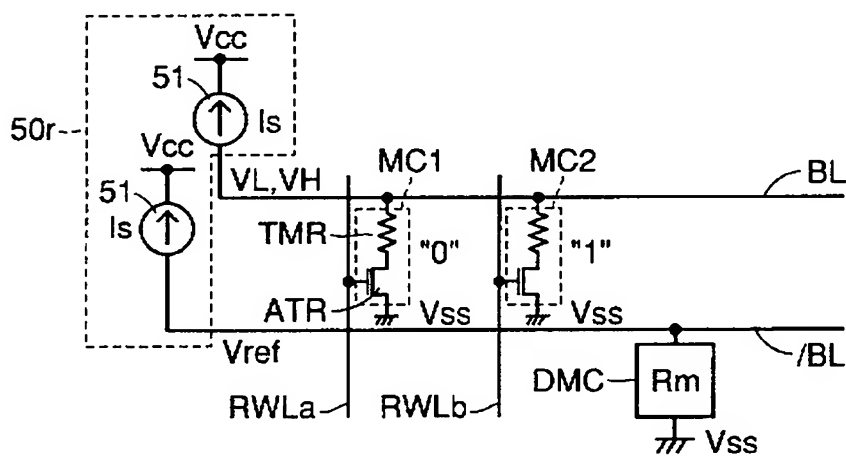 Vcc
51
Is
50r
Vcc
51
Is
VL, VH
MC1
MC2
BL
TMR
"0"
"1"
ATR
Vss
Vss
Vref
/BL
DMC
Rm
RWLa
RWLb
Vss